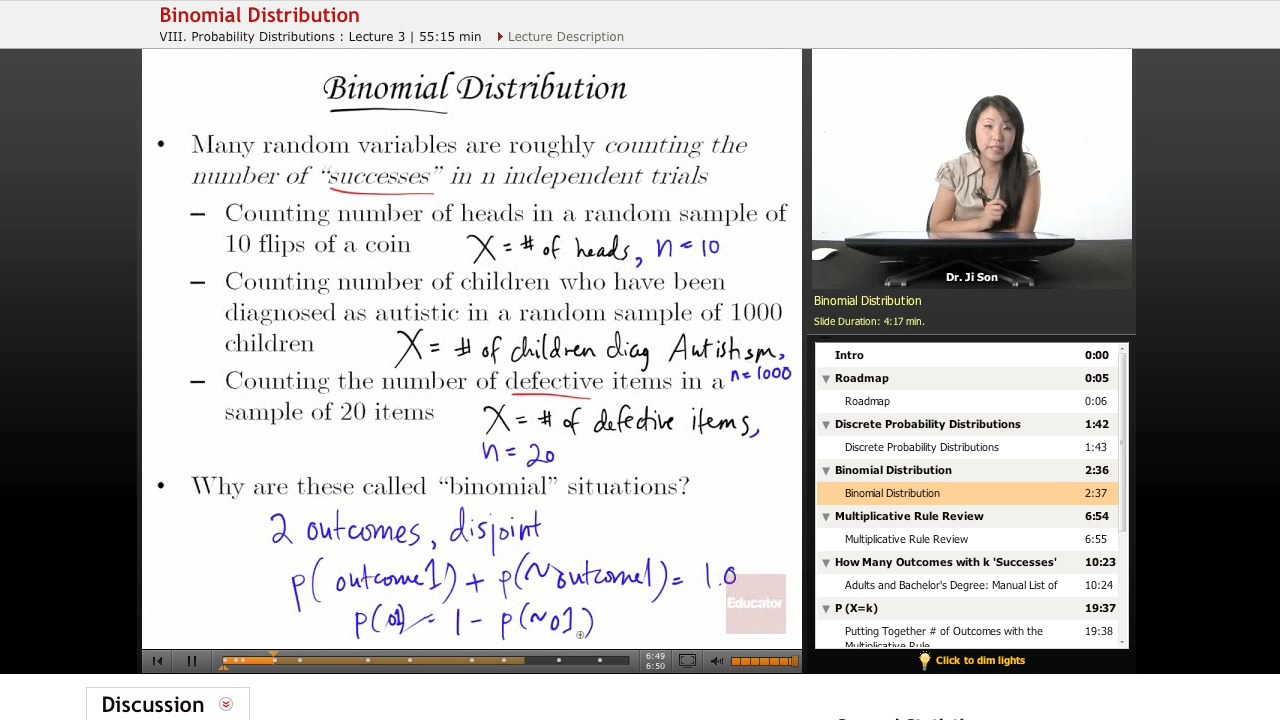 Binomial Distribution
VIII. Probability Distributions : Lecture 3 | 55:15 min
Lecture Description
Binomial Distribution
• Many random variables are roughly counting the
number of “successes” in n independent trials
– Counting number of heads in a random sample of
10 flips of a coin
X = # of heads, n = 10
– Counting number of children who have been
diagnosed as autistic in a random sample of 1000
children
X = # of children diag Autistism,
n = 1000
– Counting the number of defective items in a
sample of 20 items
X = # of defective items,
n = 20
• Why are these called “binomial” situations?
2 outcomes, disjoint
p( outcome1) + p(~outcome1) = 1.0
p(o1) = 1 - p(~o1)
Educator
6:49
6:50
Dr. Ji Son
Binomial Distribution
Slide Duration: 4:17 min.
Intro 0:00
Roadmap 0:05
Roadmap 0:06
Discrete Probability Distributions 1:42
Discrete Probability Distributions 1:43
Binomial Distribution 2:36
Binomial Distribution 2:37
Multiplicative Rule Review 6:54
Multiplicative Rule Review 6:55
How Many Outcomes with k 'Successes' 10:23
Adults and Bachelor's Degree: Manual List of 10:24
P (X=k) 19:37
Putting Together # of Outcomes with the 19:38
Multiplicative Rule
Click to dim lights
Discussion